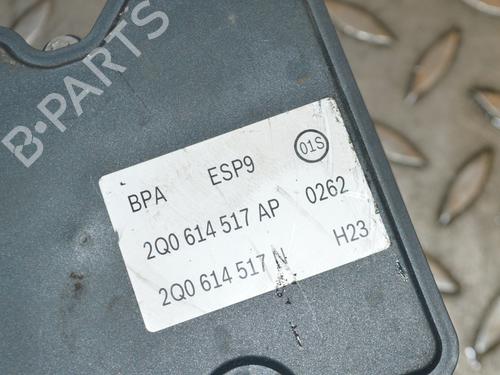 B-PARTS
BPA ESP9 01S
2Q0 614 517 AP 0262
2Q0 614 517 N H23